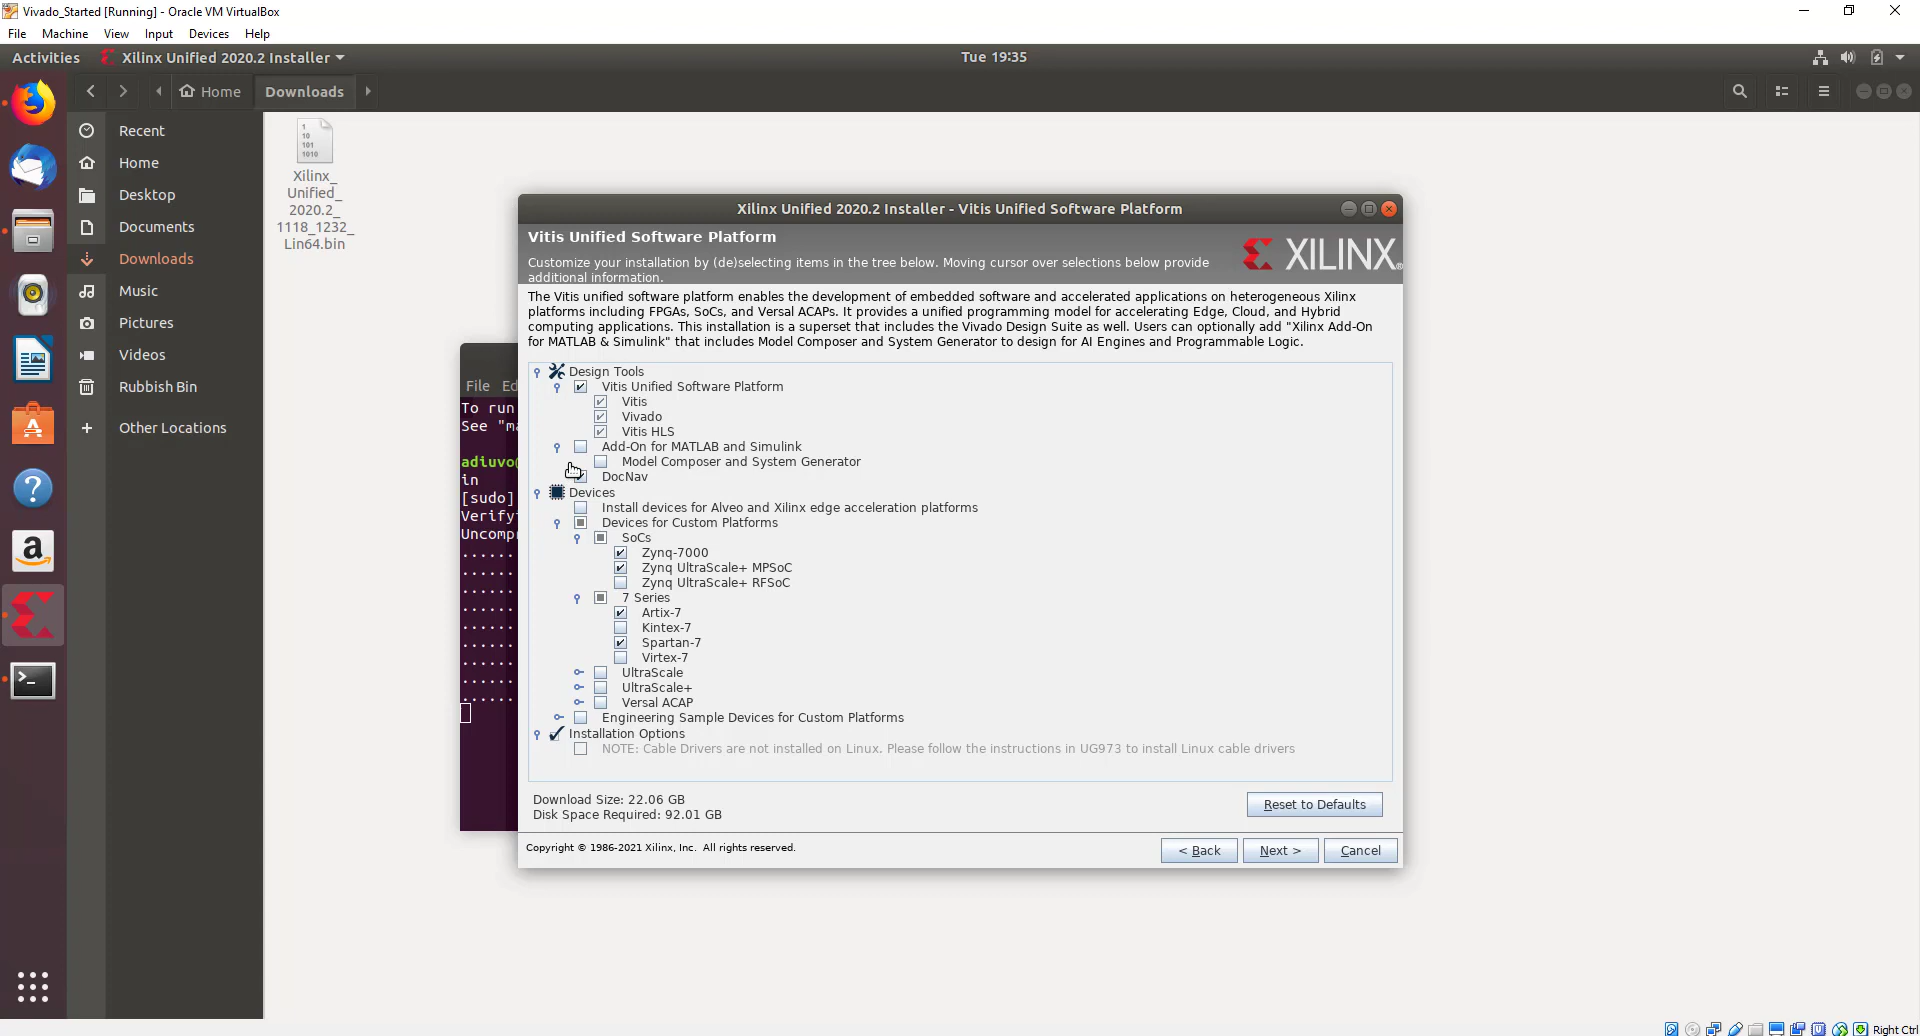 Vivado_Started [Running] - Oracle VM VirtualBox
File Machine View Input Devices Help
Activities Xilinx Unified 2020.2 Installer Tue 19:35
Home Downloads
Recent
Home
Desktop
Documents
Downloads
Music
Pictures
Videos
Rubbish Bin
Other Locations
1
10
101
1010
Xilinx_
Unified_
2020.2_
1118_1232_
Lin64.bin
File Ed
To run
See "ma
adiuvo@
in
[sudo]
Verify
Uncompr
.......
.......
.......
.......
.......
.......
.......
.......
.......
Xilinx Unified 2020.2 Installer - Vitis Unified Software Platform
Vitis Unified Software Platform
Customize your installation by (de)selecting items in the tree below. Moving cursor over selections below provide
additional information.
XILINX
The Vitis unified software platform enables the development of embedded software and accelerated applications on heterogeneous Xilinx
platforms including FPGAs, SoCs, and Versal ACAPs. It provides a unified programming model for accelerating Edge, Cloud, and Hybrid
computing applications. This installation is a superset that includes the Vivado Design Suite as well. Users can optionally add "Xilinx Add-On
for MATLAB & Simulink" that includes Model Composer and System Generator to design for AI Engines and Programmable Logic.
Design Tools
Vitis Unified Software Platform
Vitis
Vivado
Vitis HLS
Add-On for MATLAB and Simulink
Model Composer and System Generator
DocNav
Devices
Install devices for Alveo and Xilinx edge acceleration platforms
Devices for Custom Platforms
SoCs
Zynq-7000
Zynq UltraScale+ MPSoC
Zynq UltraScale+ RFSoC
7 Series
Artix-7
Kintex-7
Spartan-7
Virtex-7
UltraScale
UltraScale+
Versal ACAP
Engineering Sample Devices for Custom Platforms
Installation Options
NOTE: Cable Drivers are not installed on Linux. Please follow the instructions in UG973 to install Linux cable drivers
Download Size: 22.06 GB
Disk Space Required: 92.01 GB
Reset to Defaults
Copyright © 1986-2021 Xilinx, Inc. All rights reserved.
< Back Next > Cancel
Right Ctrl